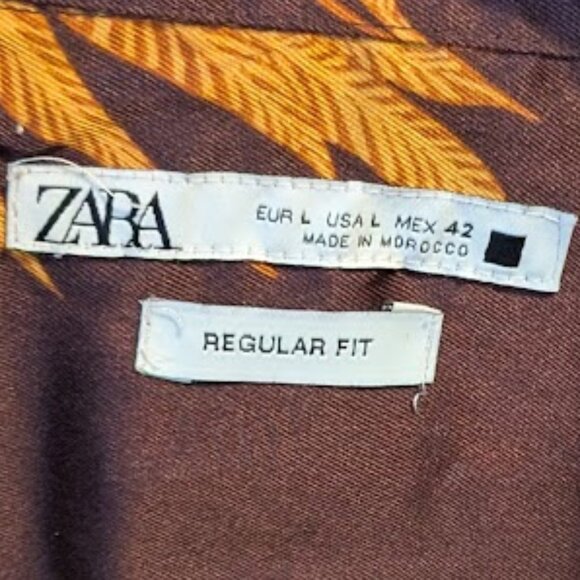 ZARA
EUR L USA L MEX 42
MADE IN MOROCCO
REGULAR FIT